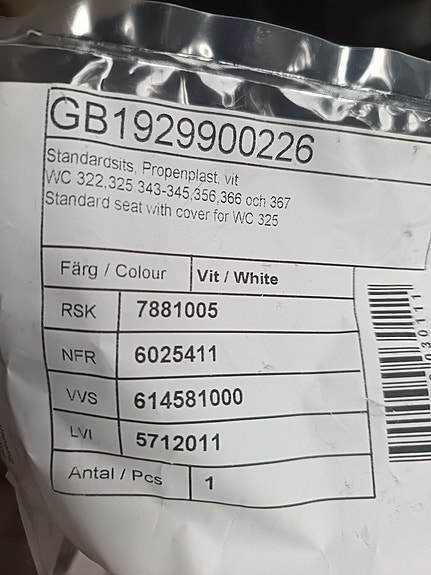 GB1929900226
Standardsits, Propenplast, vit
WC 322,325,343-345,356,366 och 367
Standard seat with cover for WC 325
Färg / Colour Vit / White
RSK 7881005
NFR 6025411
VVS 614581000
LVI 5712011
Antal / Pcs 1